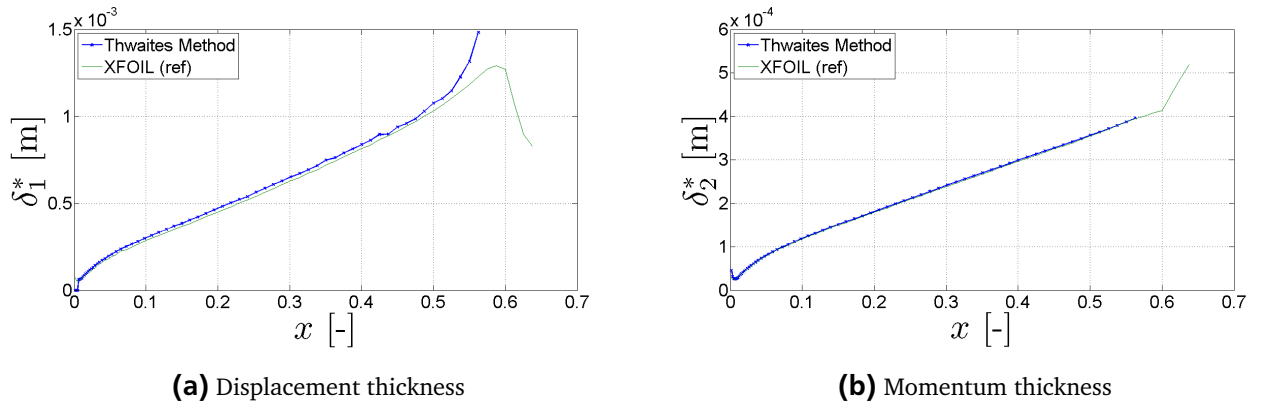 x 10⁻³
1.5
Thwaites Method
XFOIL (ref)
1
0.5
0
0 0.1 0.2 0.3 0.4 0.5 0.6 0.7
δ₁* [m]
x [-]
(a) Displacement thickness
x 10⁻⁴
6
Thwaites Method
XFOIL (ref)
5
4
3
2
1
0
0 0.1 0.2 0.3 0.4 0.5 0.6 0.7
δ₂* [m]
x [-]
(b) Momentum thickness